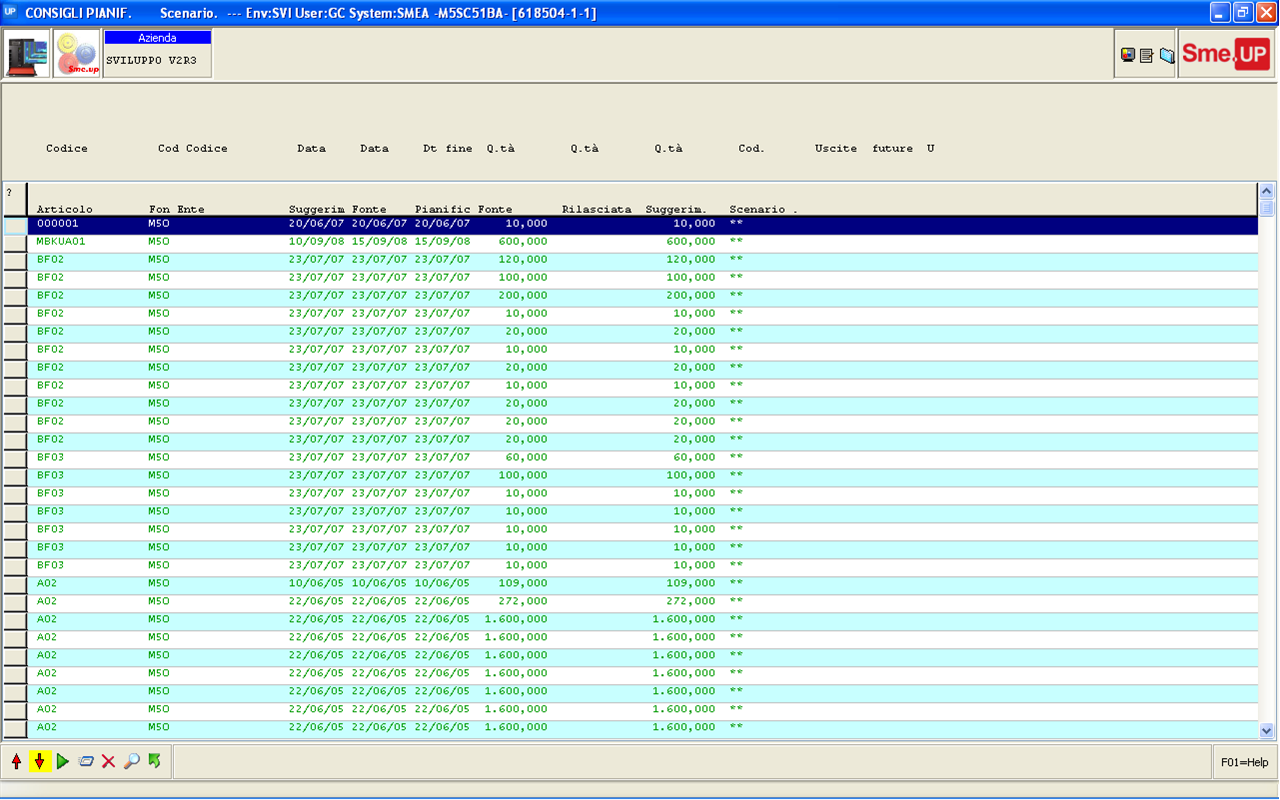 UP CONSIGLI PIANIF. Scenario. --- Env:SVI User:GC System:SMEA -M5SC51BA- [618504-1-1]
Sme.up
Azienda
SVILUPPO V2R3
Sme.UP
Codice Cod Codice Data Data Dt fine Q.tà Q.tà Q.tà Cod. Uscite future U
?
Articolo Fon Ente Suggerim Fonte Pianific Fonte Rilasciata Suggerim. Scenario .
000001 M5O 20/06/07 20/06/07 20/06/07 10,000 10,000 **
MBKUA01 M5O 10/09/08 15/09/08 15/09/08 600,000 600,000 **
BF02 M5O 23/07/07 23/07/07 23/07/07 120,000 120,000 **
BF02 M5O 23/07/07 23/07/07 23/07/07 100,000 100,000 **
BF02 M5O 23/07/07 23/07/07 23/07/07 200,000 200,000 **
BF02 M5O 23/07/07 23/07/07 23/07/07 10,000 10,000 **
BF02 M5O 23/07/07 23/07/07 23/07/07 20,000 20,000 **
BF02 M5O 23/07/07 23/07/07 23/07/07 10,000 10,000 **
BF02 M5O 23/07/07 23/07/07 23/07/07 20,000 20,000 **
BF02 M5O 23/07/07 23/07/07 23/07/07 10,000 10,000 **
BF02 M5O 23/07/07 23/07/07 23/07/07 20,000 20,000 **
BF02 M5O 23/07/07 23/07/07 23/07/07 20,000 20,000 **
BF02 M5O 23/07/07 23/07/07 23/07/07 20,000 20,000 **
BF03 M5O 23/07/07 23/07/07 23/07/07 60,000 60,000 **
BF03 M5O 23/07/07 23/07/07 23/07/07 100,000 100,000 **
BF03 M5O 23/07/07 23/07/07 23/07/07 10,000 10,000 **
BF03 M5O 23/07/07 23/07/07 23/07/07 10,000 10,000 **
BF03 M5O 23/07/07 23/07/07 23/07/07 10,000 10,000 **
BF03 M5O 23/07/07 23/07/07 23/07/07 10,000 10,000 **
BF03 M5O 23/07/07 23/07/07 23/07/07 10,000 10,000 **
A02 M5O 10/06/05 10/06/05 10/06/05 109,000 109,000 **
A02 M5O 22/06/05 22/06/05 22/06/05 272,000 272,000 **
A02 M5O 22/06/05 22/06/05 22/06/05 1.600,000 1.600,000 **
A02 M5O 22/06/05 22/06/05 22/06/05 1.600,000 1.600,000 **
A02 M5O 22/06/05 22/06/05 22/06/05 1.600,000 1.600,000 **
A02 M5O 22/06/05 22/06/05 22/06/05 1.600,000 1.600,000 **
A02 M5O 22/06/05 22/06/05 22/06/05 1.600,000 1.600,000 **
A02 M5O 22/06/05 22/06/05 22/06/05 1.600,000 1.600,000 **
A02 M5O 22/06/05 22/06/05 22/06/05 1.600,000 1.600,000 **
F01=Help